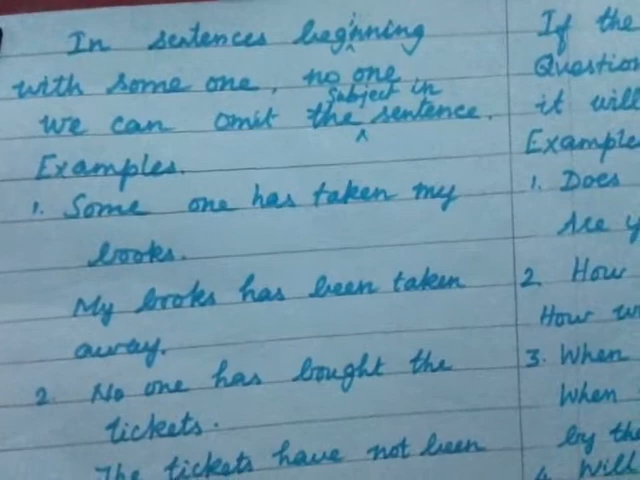 In sentences beginning
with some one, no one
we can omit the subject in sentence.
Examples.
1. Some one has taken my
books.
My books has been taken
away.
2. No one has bought the
tickets.
The tickets have not been
If the
Question
it will
Example
1. Does
Are y
2. How
How w
3. When
When
by the
4. Will